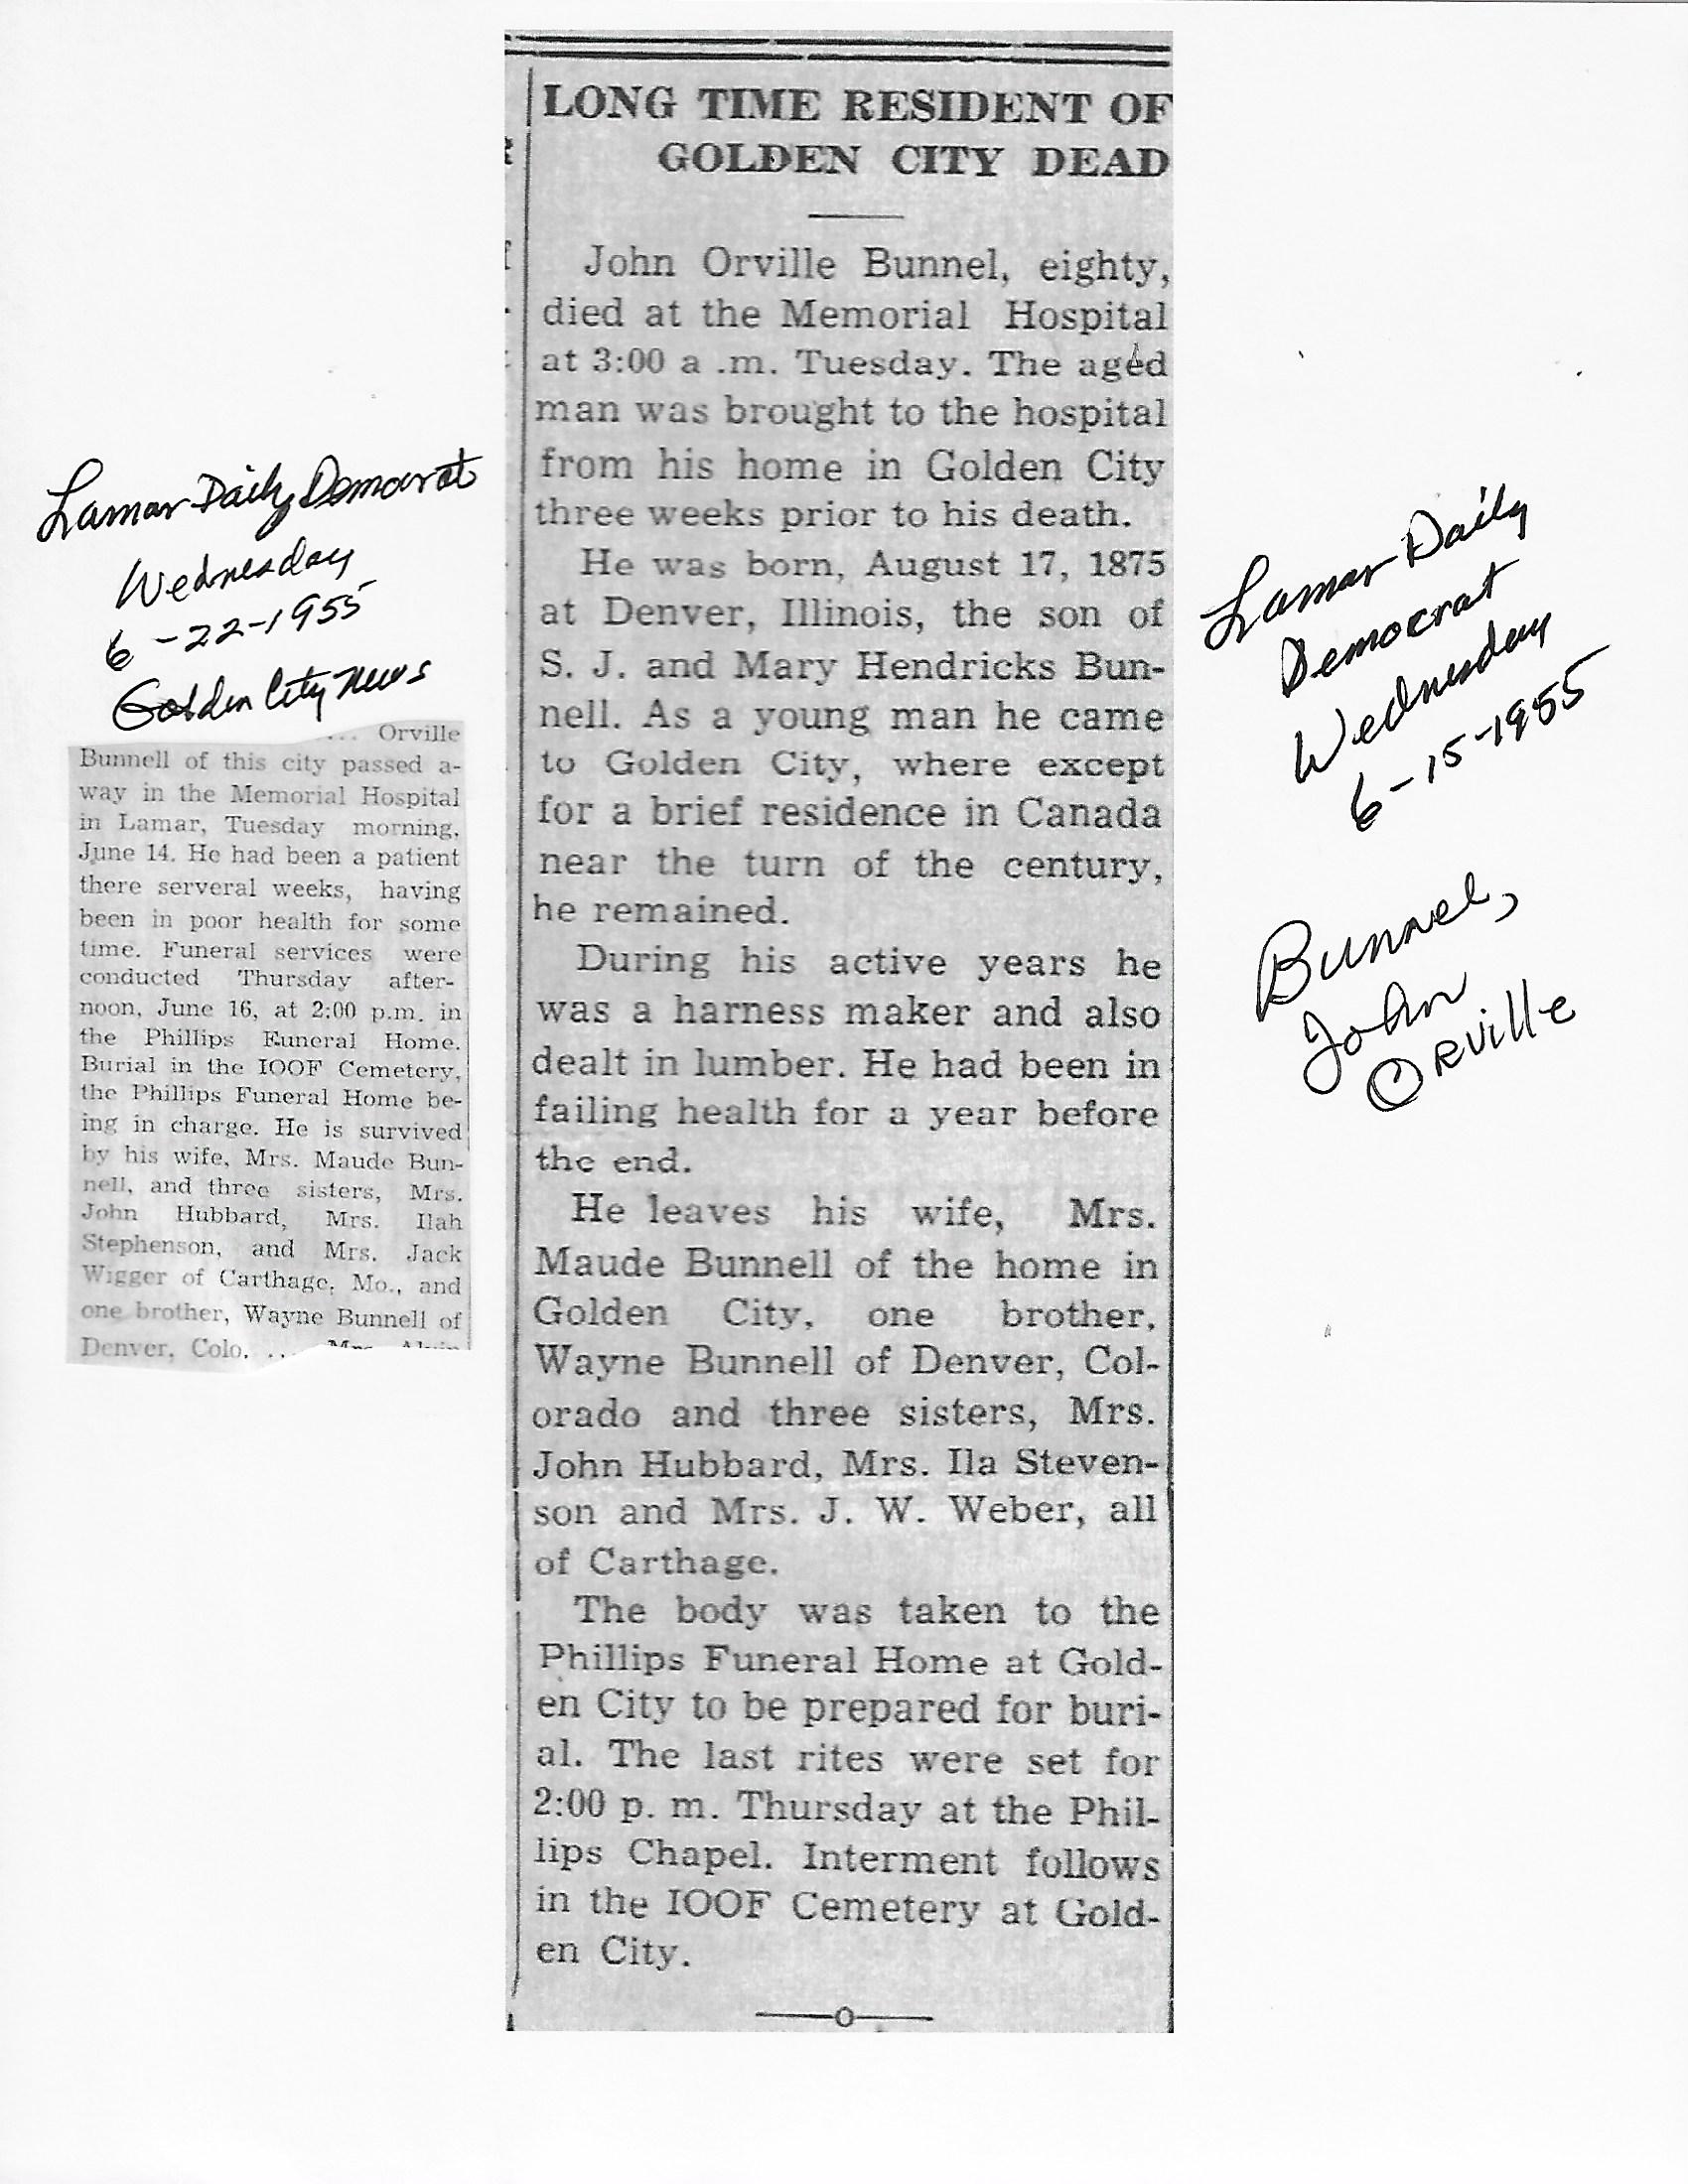 Lamar Daily Democrat
Wednesday
6-22-1955
Golden City News
... Orville
Bunnell of this city passed a-
way in the Memorial Hospital
in Lamar, Tuesday morning,
June 14. He had been a patient
there serveral weeks, having
been in poor health for some
time. Funeral services were
conducted Thursday after-
noon, June 16, at 2:00 p.m. in
the Phillips Funeral Home.
Burial in the IOOF Cemetery,
the Phillips Funeral Home be-
ing in charge. He is survived
by his wife, Mrs. Maude Bun-
nell, and three sisters, Mrs.
John Hubbard, Mrs. Ilah
Stephenson, and Mrs. Jack
Wigger of Carthage, Mo., and
one brother, Wayne Bunnell of
Denver, Colo. ... Mrs. Alvin
LONG TIME RESIDENT OF
GOLDEN CITY DEAD
John Orville Bunnel, eighty,
died at the Memorial Hospital
at 3:00 a .m. Tuesday. The aged
man was brought to the hospital
from his home in Golden City
three weeks prior to his death.
He was born, August 17, 1875
at Denver, Illinois, the son of
S. J. and Mary Hendricks Bun-
nell. As a young man he came
to Golden City, where except
for a brief residence in Canada
near the turn of the century,
he remained.
During his active years he
was a harness maker and also
dealt in lumber. He had been in
failing health for a year before
the end.
He leaves his wife, Mrs.
Maude Bunnell of the home in
Golden City, one brother,
Wayne Bunnell of Denver, Col-
orado and three sisters, Mrs.
John Hubbard, Mrs. Ila Steven-
son and Mrs. J. W. Weber, all
of Carthage.
The body was taken to the
Phillips Funeral Home at Gold-
en City to be prepared for buri-
al. The last rites were set for
2:00 p. m. Thursday at the Phil-
lips Chapel. Interment follows
in the IOOF Cemetery at Gold-
en City.
Lamar Daily
Democrat
Wednesday
6-15-1955
Bunnel,
John
Orville